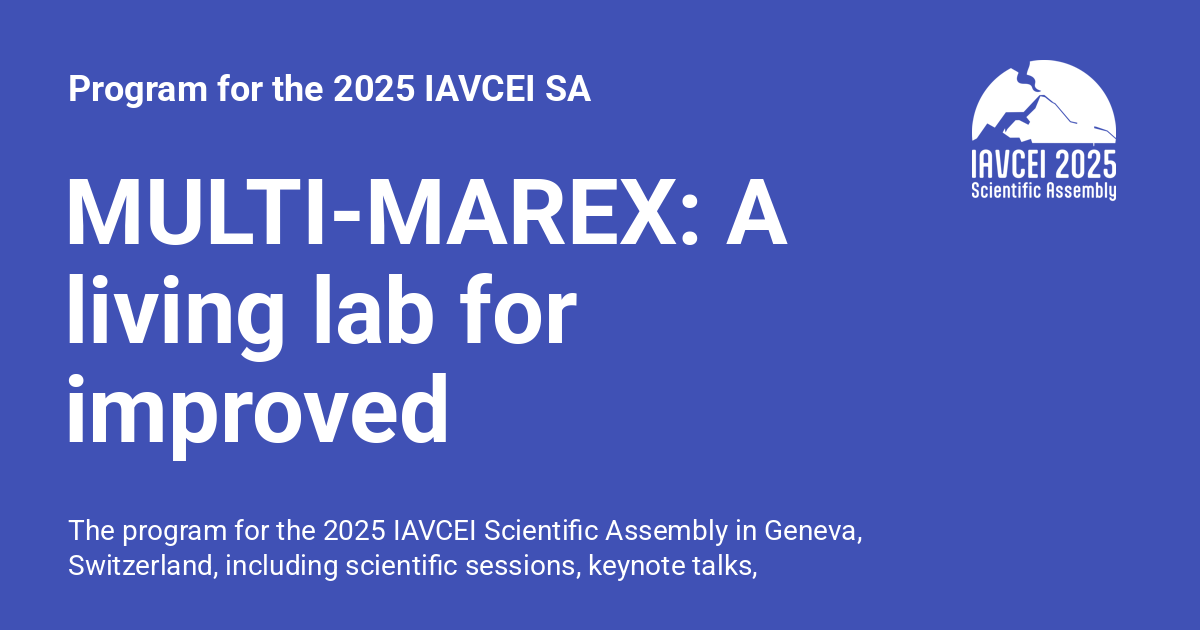 Program for the 2025 IAVCEI SA
IAVCEI 2025
Scientific Assembly
MULTI-MAREX: A
living lab for
improved
The program for the 2025 IAVCEI Scientific Assembly in Geneva,
Switzerland, including scientific sessions, keynote talks,